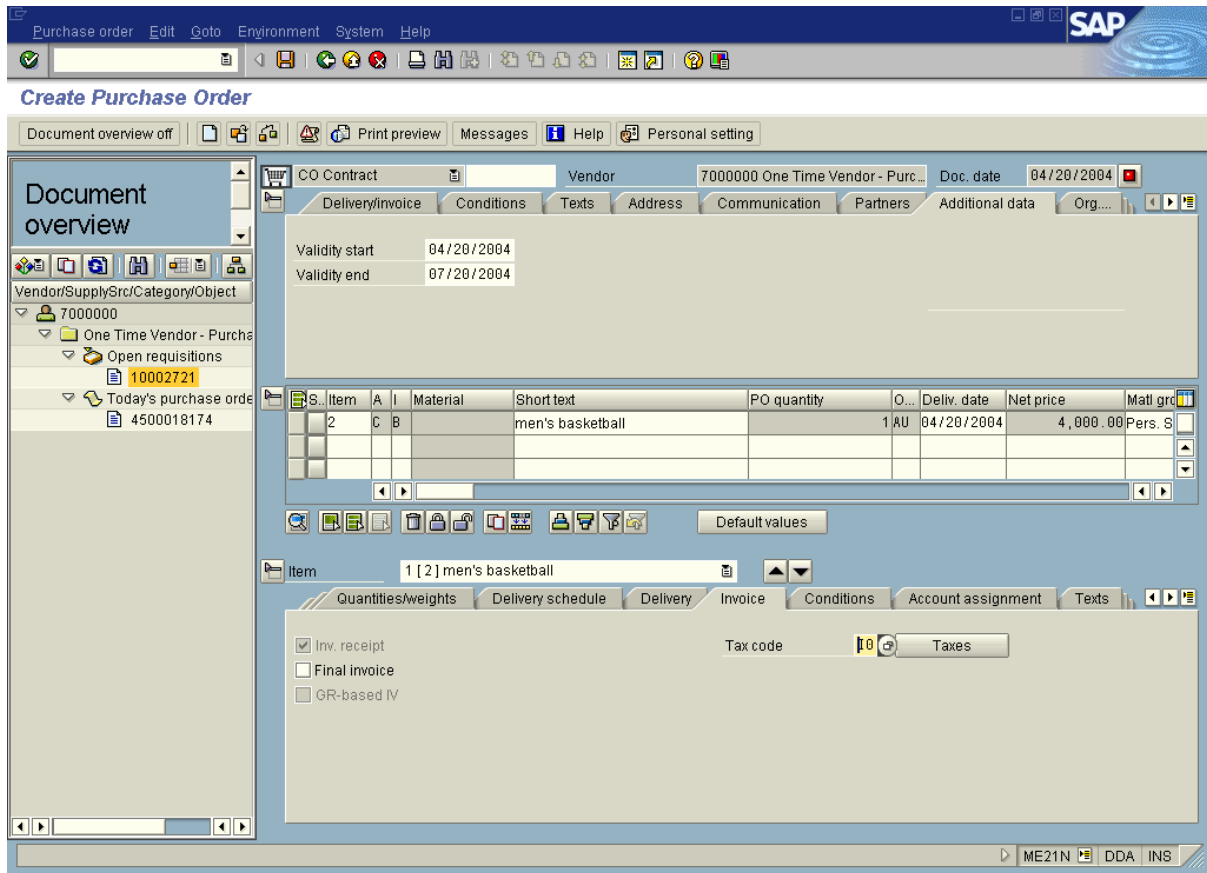 Purchase order Edit Goto Environment System Help
SAP
Create Purchase Order
Document overview off Print preview Messages Help Personal setting
Document
overview
CO Contract Vendor 7000000 One Time Vendor - Purc... Doc. date 04/20/2004
Delivery/invoice Conditions Texts Address Communication Partners Additional data Org....
Validity start 04/20/2004
Validity end 07/20/2004
Vendor/SupplySrc/Category/Object
7000000
One Time Vendor - Purcha
Open requisitions
10002721
Today's purchase orde
4500018174
S.. Item A I Material Short text PO quantity O... Deliv. date Net price Matl grc
2 C B men's basketball 1 AU 04/20/2004 4,000.00 Pers. S
Default values
Item 1 [ 2 ] men's basketball
Quantities/weights Delivery schedule Delivery Invoice Conditions Account assignment Texts
Inv. receipt Tax code I0 Taxes
Final invoice
GR-based IV
ME21N DDA INS